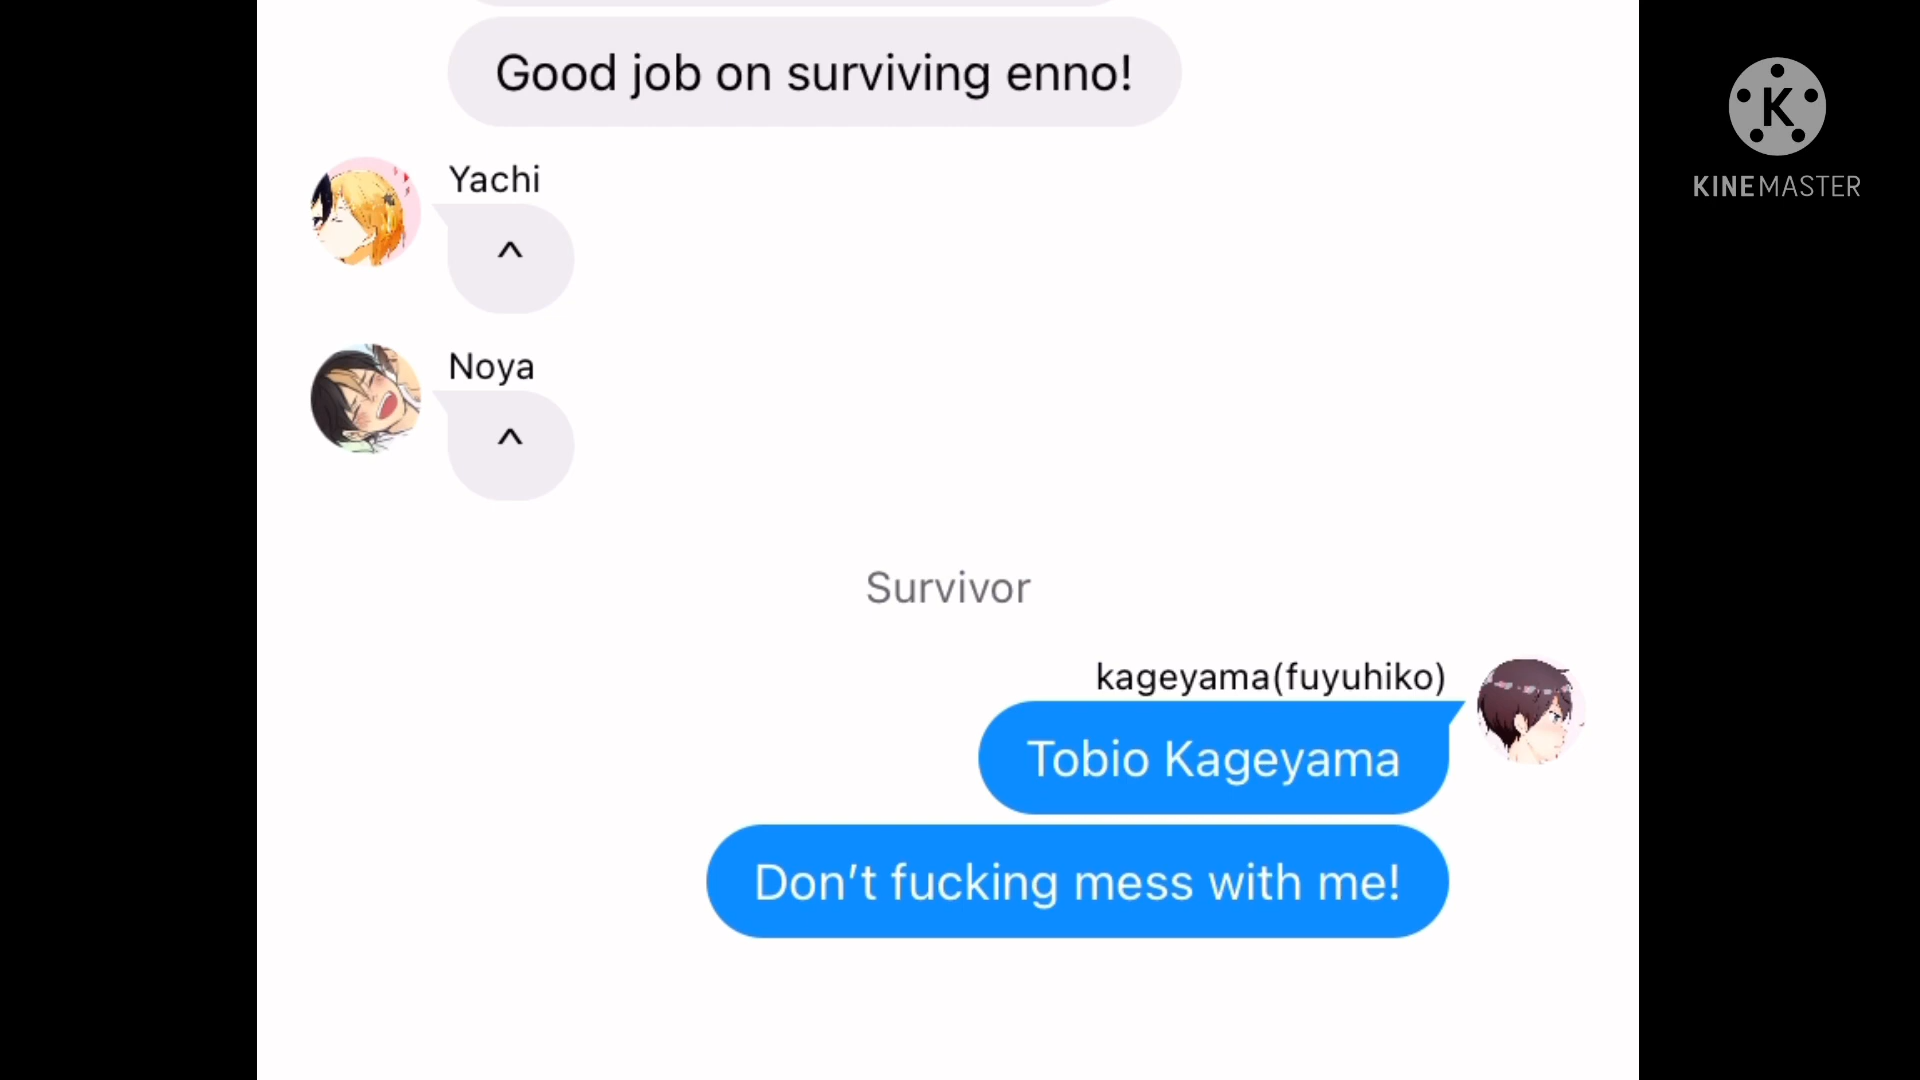 Good job on surviving enno!
Yachi
^
Noya
^
Survivor
kageyama(fuyuhiko)
Tobio Kageyama
Don't fucking mess with me!
K
KINEMASTER